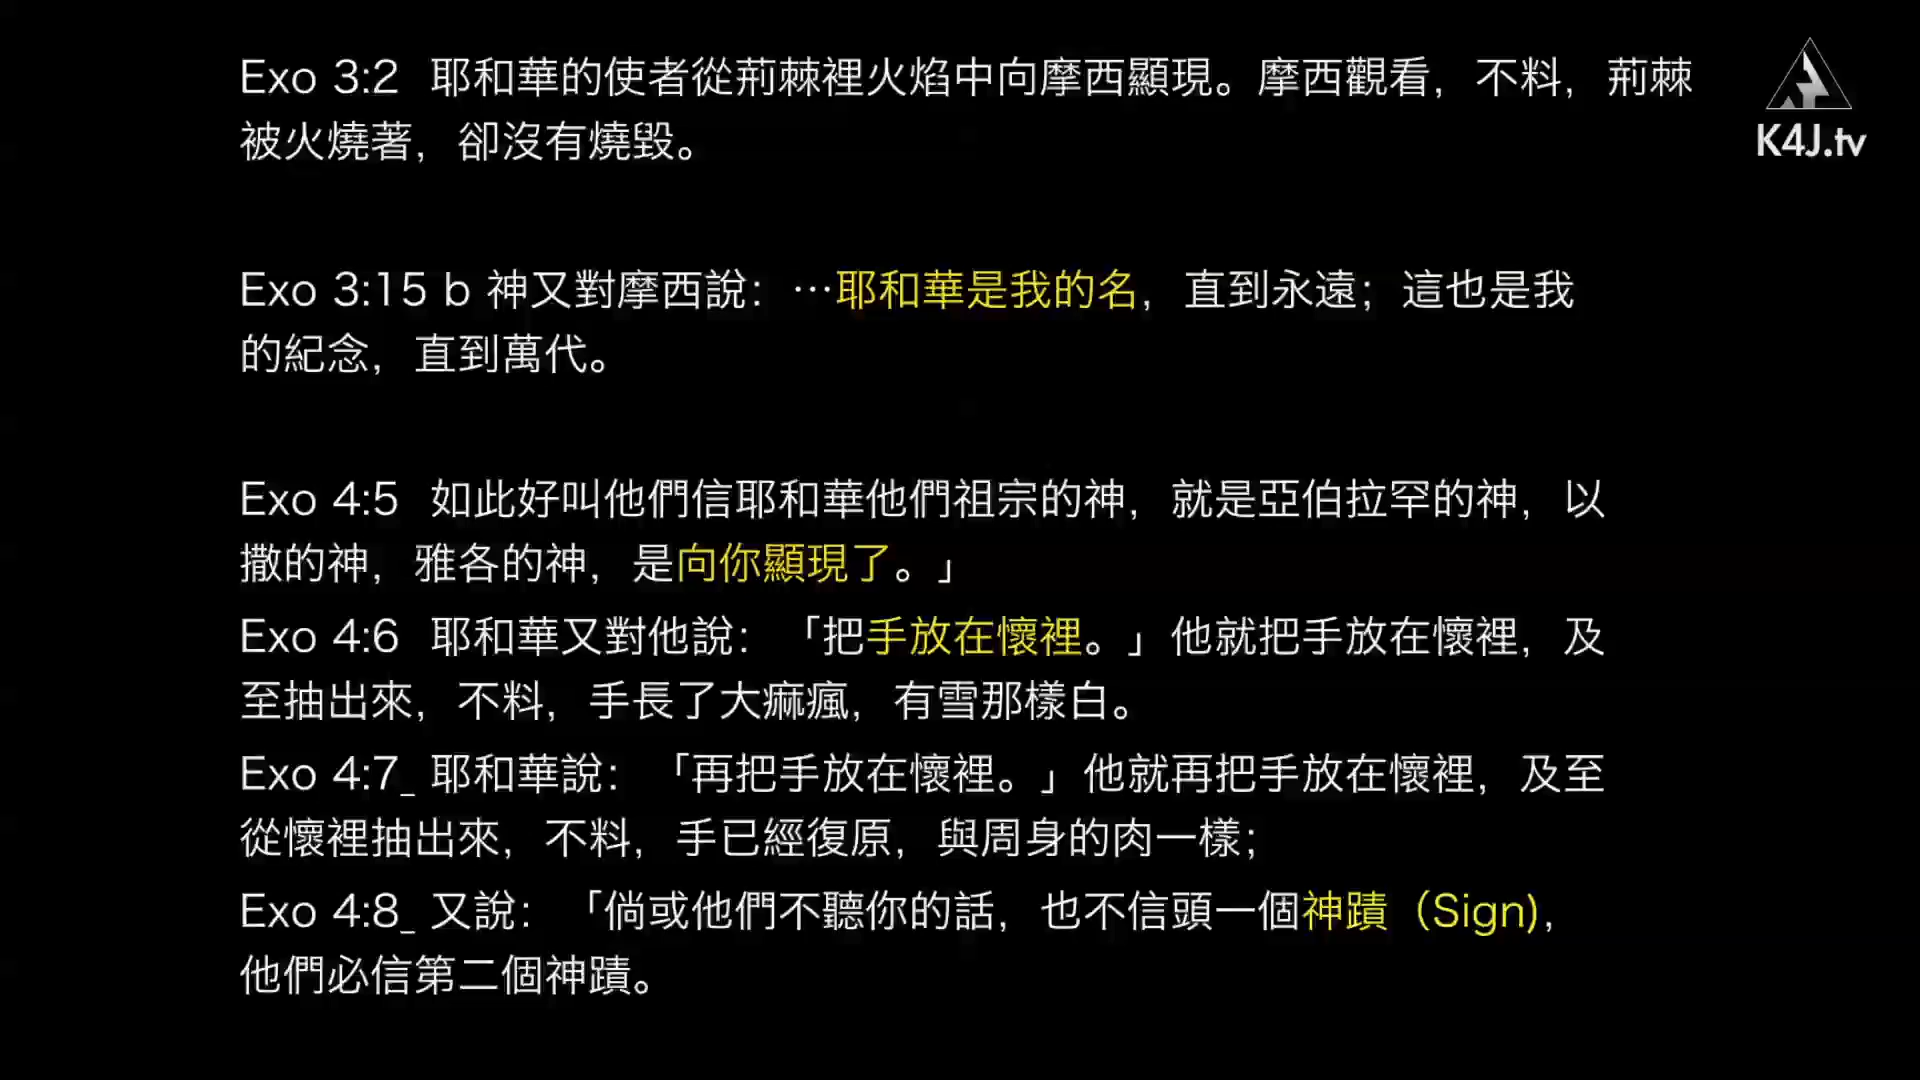 Exo 3:2 耶和華的使者從荊棘裡火焰中向摩西顯現。摩西觀看，不料，荊棘
被火燒著，卻沒有燒毀。
K4J.tv
Exo 3:15 b 神又對摩西說：…耶和華是我的名，直到永遠；這也是我
的紀念，直到萬代。
Exo 4:5 如此好叫他們信耶和華他們祖宗的神，就是亞伯拉罕的神，以
撒的神，雅各的神，是向你顯現了。」
Exo 4:6 耶和華又對他說：「把手放在懷裡。」他就把手放在懷裡，及
至抽出來，不料，手長了大痲瘋，有雪那樣白。
Exo 4:7_ 耶和華說：「再把手放在懷裡。」他就再把手放在懷裡，及至
從懷裡抽出來，不料，手已經復原，與周身的肉一樣；
Exo 4:8_ 又說：「倘或他們不聽你的話，也不信頭一個神蹟（Sign)，
他們必信第二個神蹟。